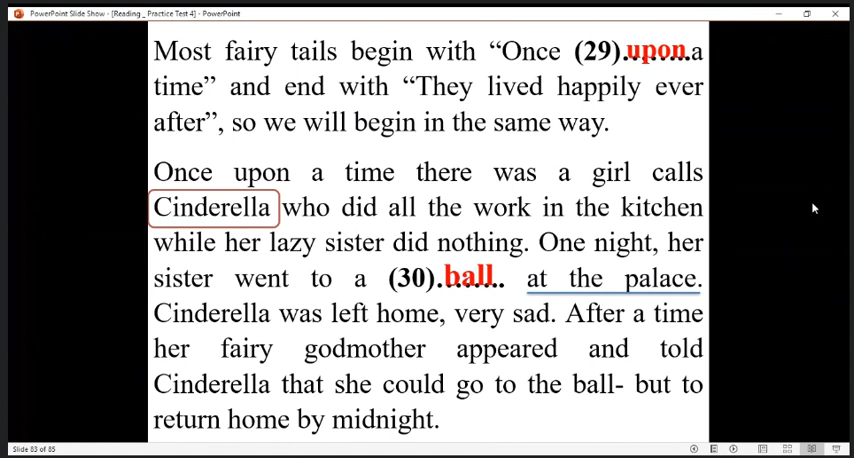 PowerPoint Slide Show - [Reading _ Practice Test 4] - PowerPoint
Most fairy tails begin with “Once (29).upon..a
time” and end with “They lived happily ever
after”, so we will begin in the same way.
Once upon a time there was a girl calls
Cinderella who did all the work in the kitchen
while her lazy sister did nothing. One night, her
sister went to a (30).ball.. at the palace.
Cinderella was left home, very sad. After a time
her fairy godmother appeared and told
Cinderella that she could go to the ball- but to
return home by midnight.
Slide 83 of 85